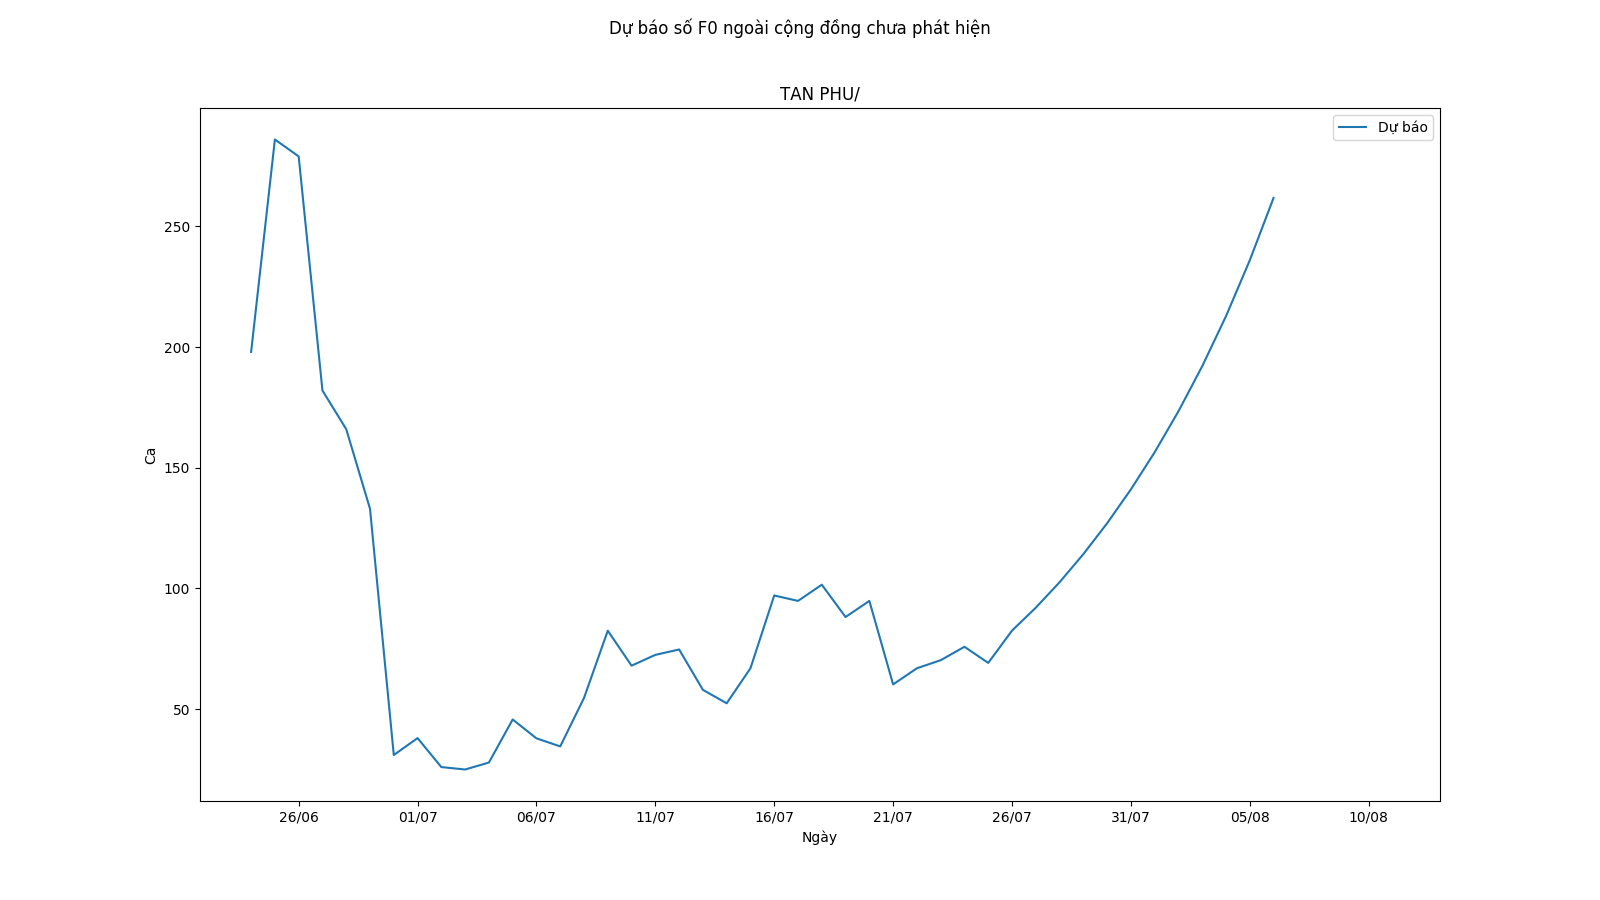 Dự báo số F0 ngoài cộng đồng chưa phát hiện
TAN PHU/
Dự báo
Ca
250
200
150
100
50
26/06 01/07 06/07 11/07 16/07 21/07 26/07 31/07 05/08 10/08
Ngày